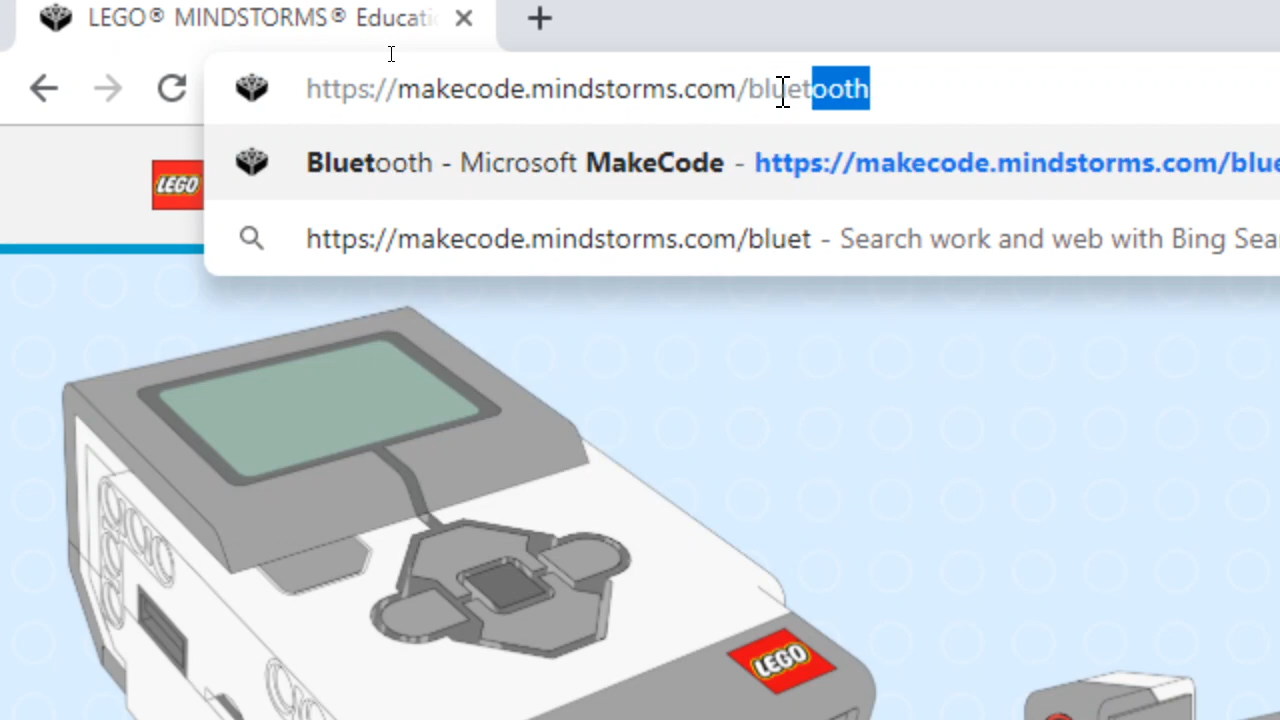 LEGO® MINDSTORMS® Educati
https://makecode.mindstorms.com/bluetooth
Bluetooth - Microsoft MakeCode - https://makecode.mindstorms.com/blue
https://makecode.mindstorms.com/bluet - Search work and web with Bing Sea
LEGO
LEGO